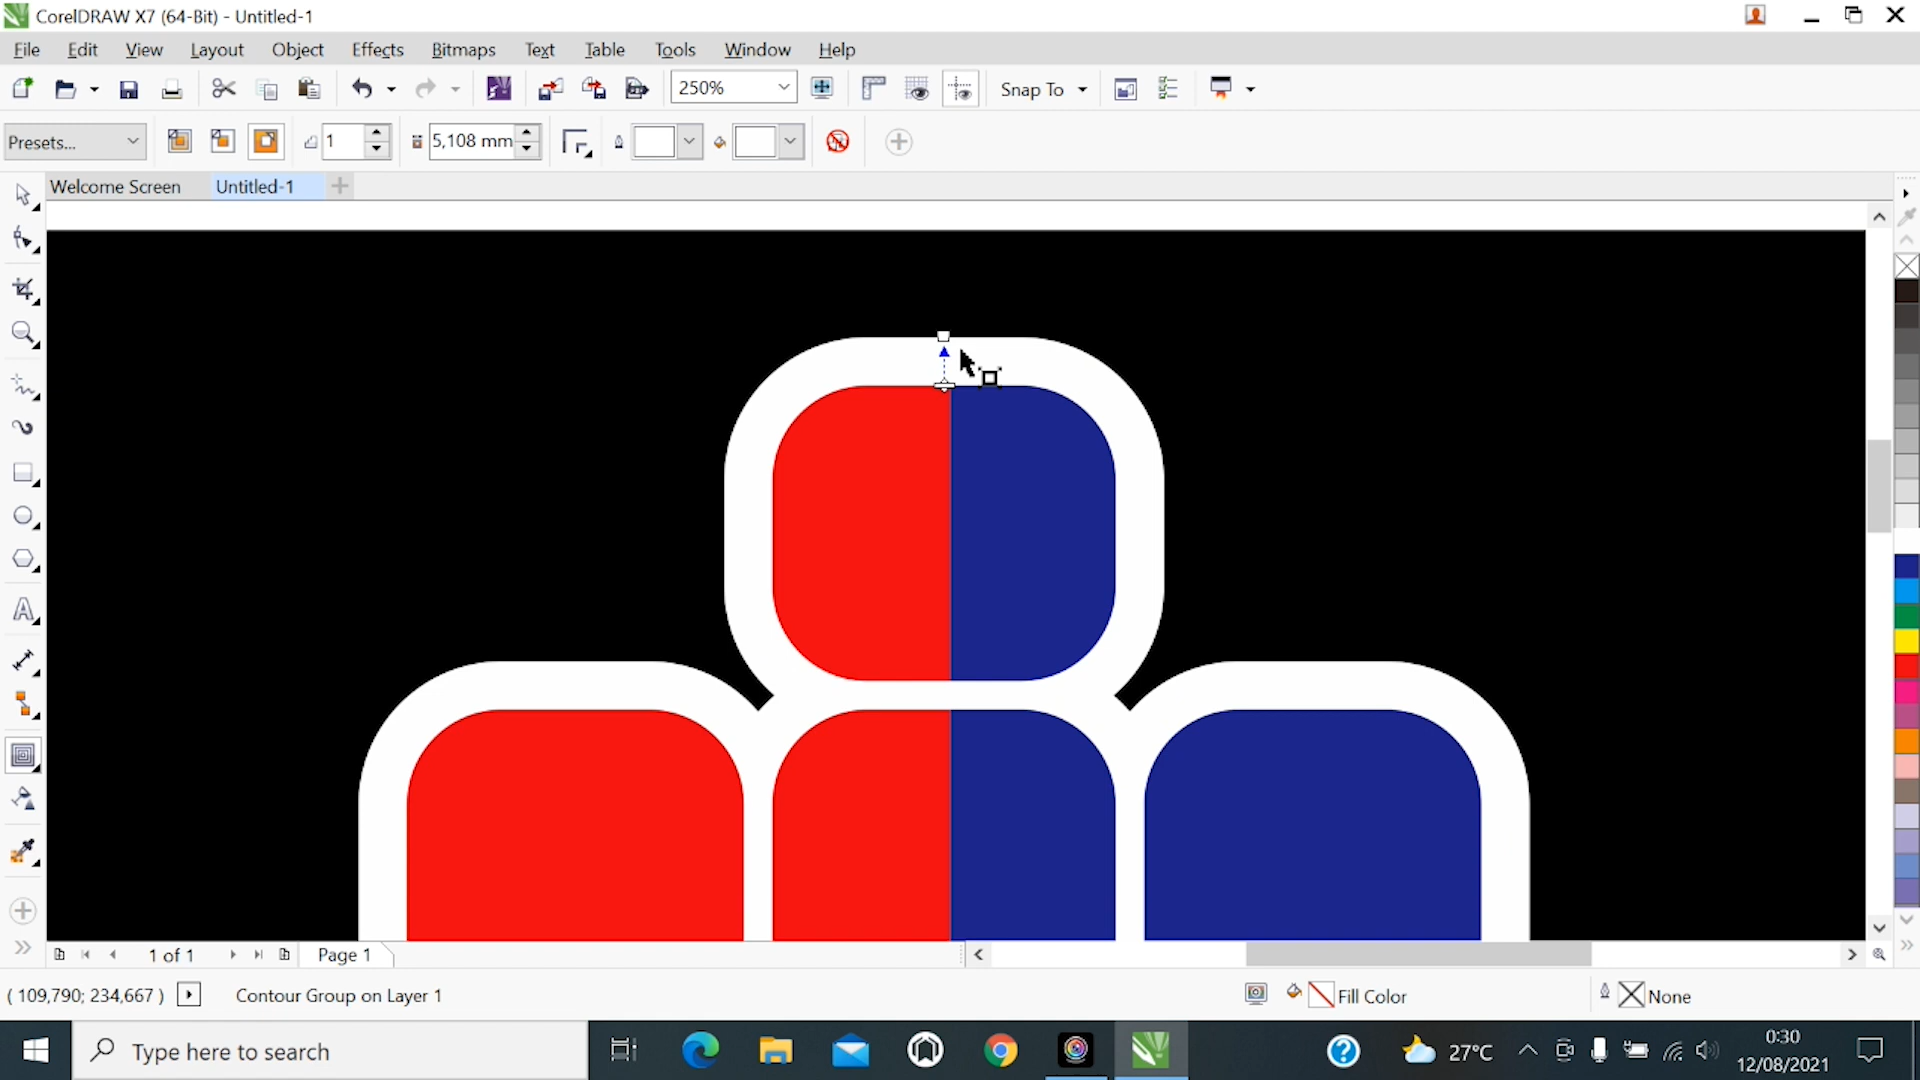 CorelDRAW X7 (64-Bit) - Untitled-1
File Edit View Layout Object Effects Bitmaps Text Table Tools Window Help
250% Snap To
Presets... 1 5,108 mm
Welcome Screen Untitled-1
1 of 1 Page 1
( 109,790; 234,667 ) Contour Group on Layer 1 Fill Color None
Type here to search 27°C 0:30
12/08/2021